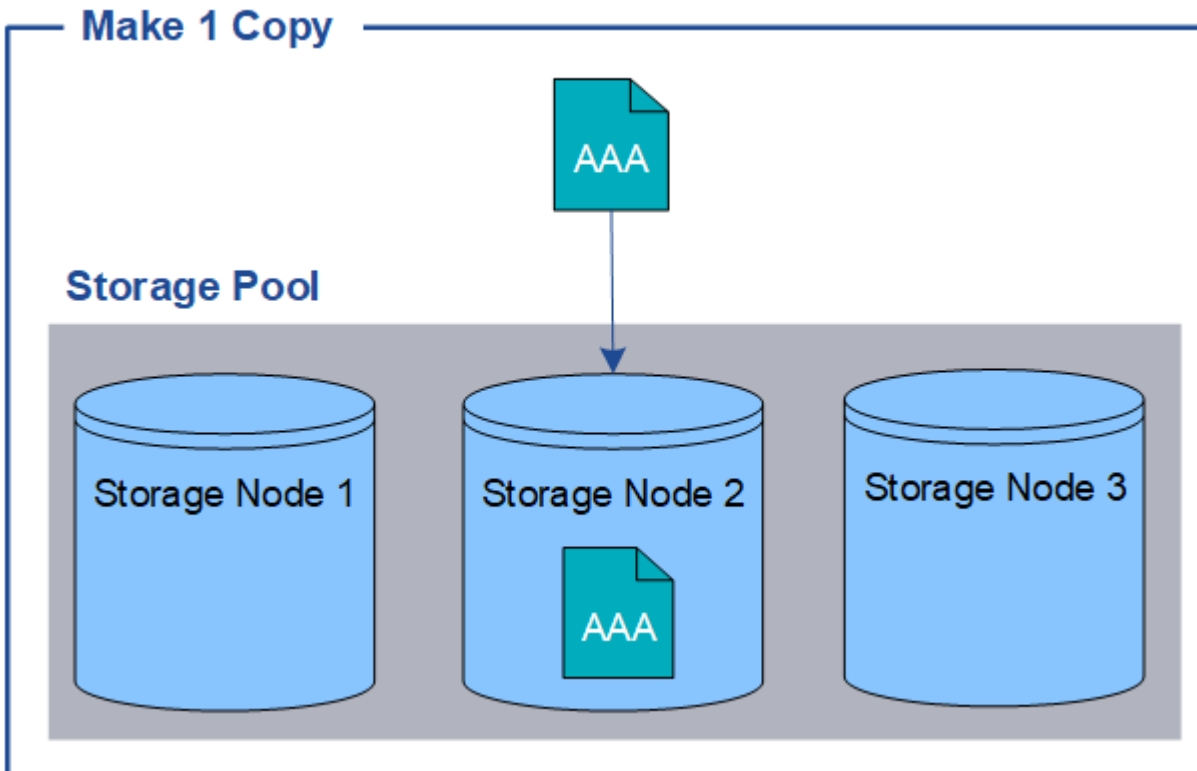 Make 1 Copy
AAA
Storage Pool
Storage Node 1
Storage Node 2
Storage Node 3
AAA